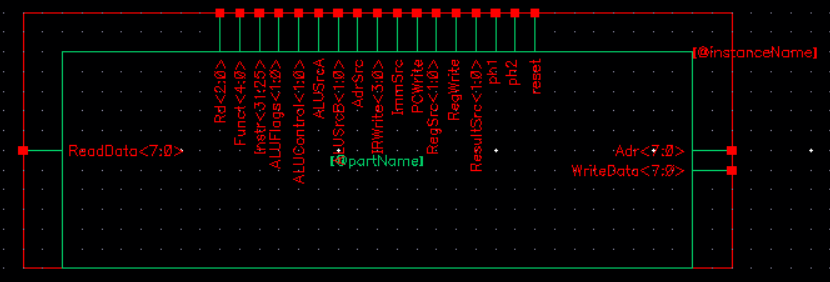 [@instanceName]
Rd<2:0>
Funct<4:0>
Instr<31:25>
ALUFlags<1:0>
ALUControl<1:0>
ALUSrcA
ALUSrcB<1:0>
AdrSrc
IRWrite<3:0>
ImmSrc
PCWrite
RegSrc<1:0>
RegWrite
ResultSrc<1:0>
ph1
ph2
reset
ReadData<7:0>
[@partName]
Adr<7:0>
WriteData<7:0>